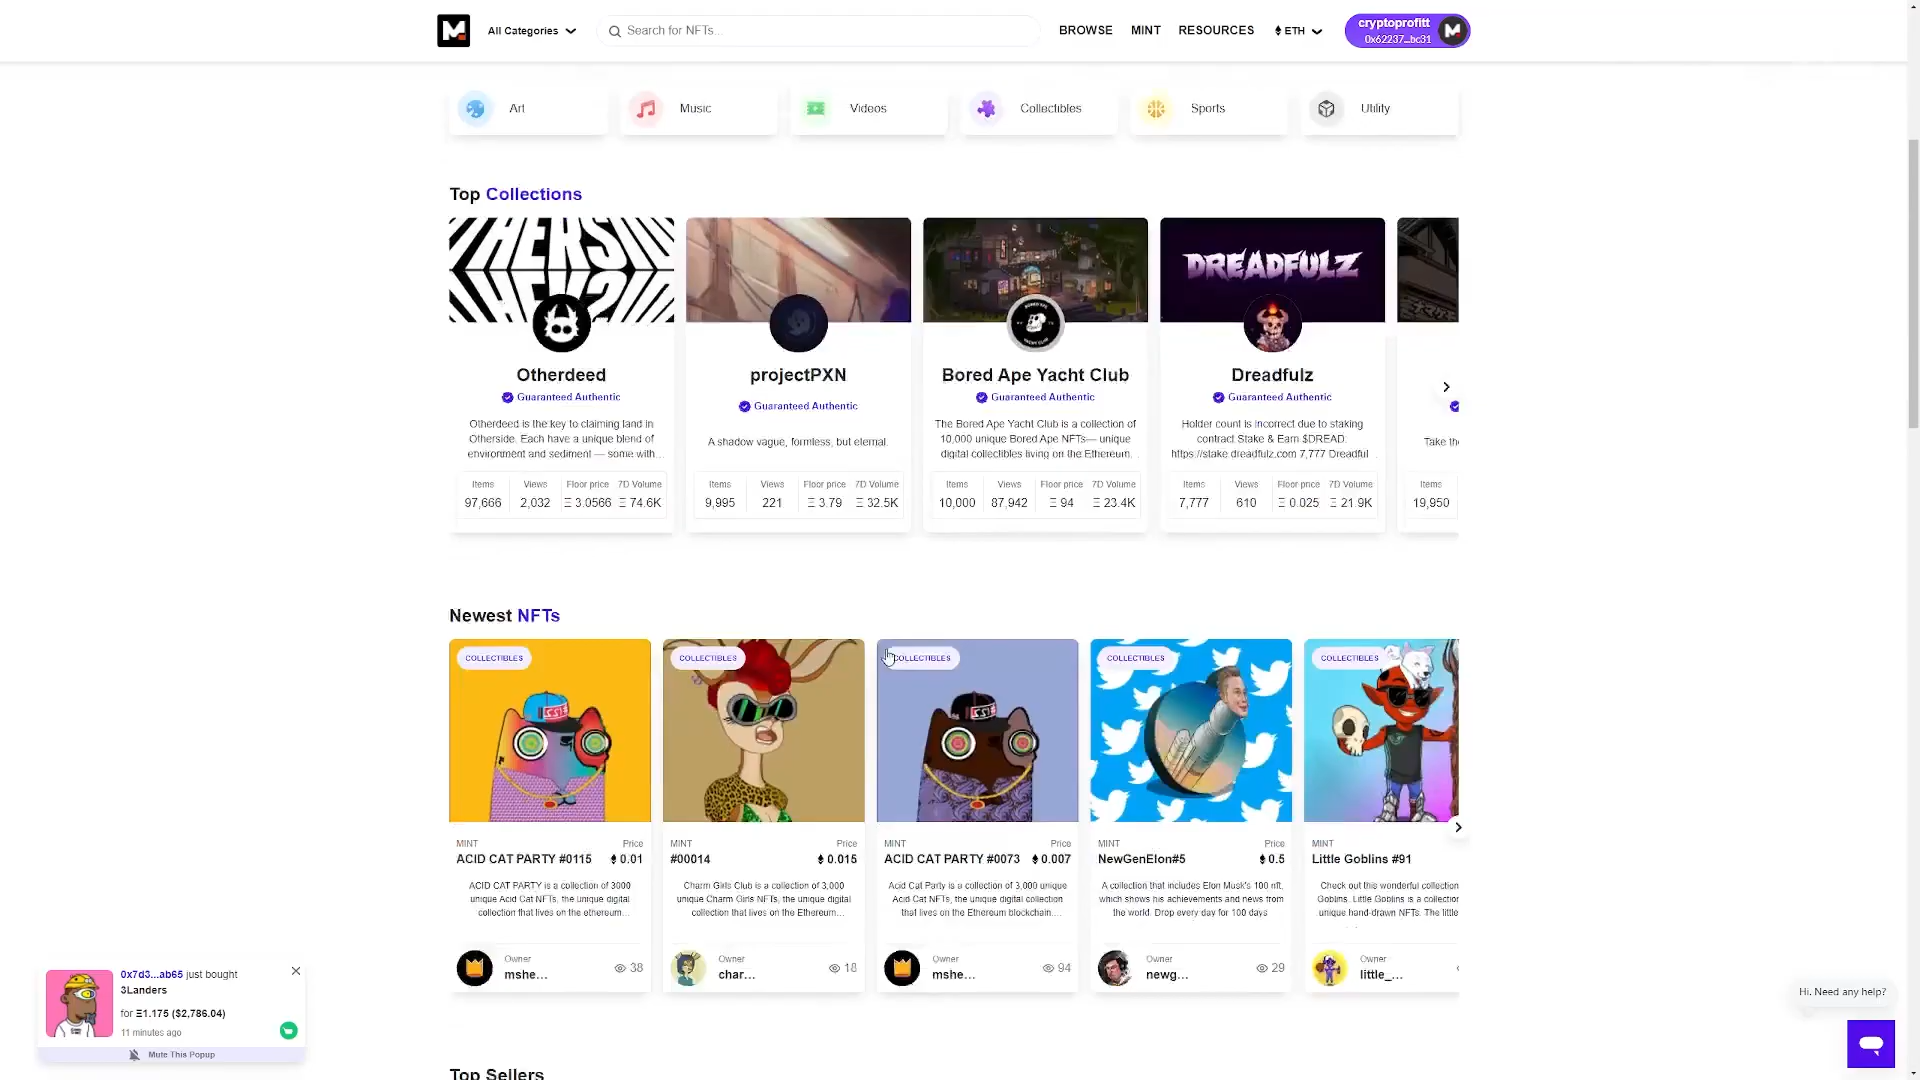 All Categories
Search for NFTs...
BROWSE
MINT
RESOURCES
ETH
cryptoprofitt
0x62237...bc31
Art
Music
Videos
Collectibles
Sports
Utility
Top Collections
DREADFULZ
Otherdeed
Guaranteed Authentic
Otherdeed is the key to claiming land in
Otherside. Each have a unique blend of
environment and sediment — some with...
Items Views Floor price 7D Volume
97,666 2,032 Ξ 3.0566 Ξ 74.6K
projectPXN
Guaranteed Authentic
A shadow vague, formless, but eternal.
Items Views Floor price 7D Volume
9,995 221 Ξ 3.79 Ξ 32.5K
Bored Ape Yacht Club
Guaranteed Authentic
The Bored Ape Yacht Club is a collection of
10,000 unique Bored Ape NFTs— unique
digital collectibles living on the Ethereum.
Items Views Floor price 7D Volume
10,000 87,942 Ξ 94 Ξ 23.4K
Dreadfulz
Guaranteed Authentic
Holder count is incorrect due to staking
contract Stake & Earn $DREAD:
https://stake.dreadfulz.com 7,777 Dreadful
Items Views Floor price 7D Volume
7,777 610 Ξ 0.025 Ξ 21.9K
Take
Items
19,950
Newest NFTs
COLLECTIBLES
MINT Price
ACID CAT PARTY #0115 0.01
ACID CAT PARTY is a collection of 3000
unique Acid Cat NFTs, the unique digital
collection that lives on the ethereum...
Owner
mshe...
38
COLLECTIBLES
MINT Price
#00014 0.015
Charm Girls Club is a collection of 3,000
unique Charm Girls NFTs, the unique digital
collection that lives on the Ethereum...
Owner
char...
18
COLLECTIBLES
MINT Price
ACID CAT PARTY #0073 0.007
Acid Cat Party is a collection of 3,000 unique
Acid Cat NFTs, the unique digital collection
that lives on the Ethereum blockchain....
Owner
mshe...
94
COLLECTIBLES
MINT Price
NewGenElon#5 0.5
A collection that includes Elon Musk's 100 nft,
which shows his achievements and news from
the world. Drop every day for 100 days
Owner
newg...
29
COLLECTIBLES
MINT
Little Goblins #91
Check out this wonderful collection
Goblins. Little Goblins is a collection
unique hand-drawn NFTs. The little
Owner
little_...
0x7d3...ab65 just bought
3Landers
for Ξ1.175 ($2,786.04)
11 minutes ago
Mute This Popup
Hi. Need any help?
Top Sellers